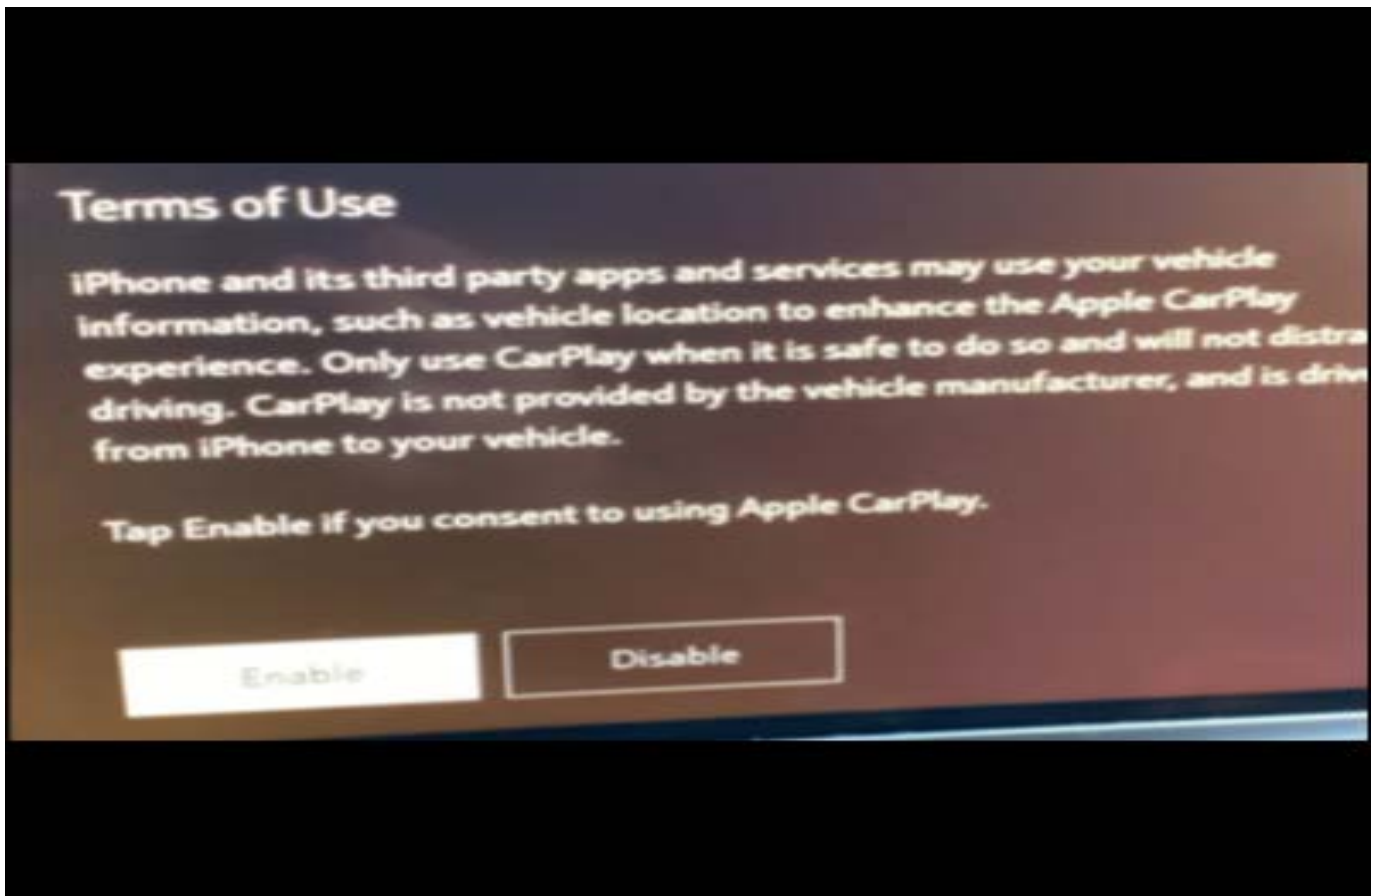 Terms of Use
iPhone and its third party apps and services may use your vehicle
information, such as vehicle location to enhance the Apple CarPlay
experience. Only use CarPlay when it is safe to do so and will not distra
driving. CarPlay is not provided by the vehicle manufacturer, and is driv
from iPhone to your vehicle.
Tap Enable if you consent to using Apple CarPlay.
Enable
Disable